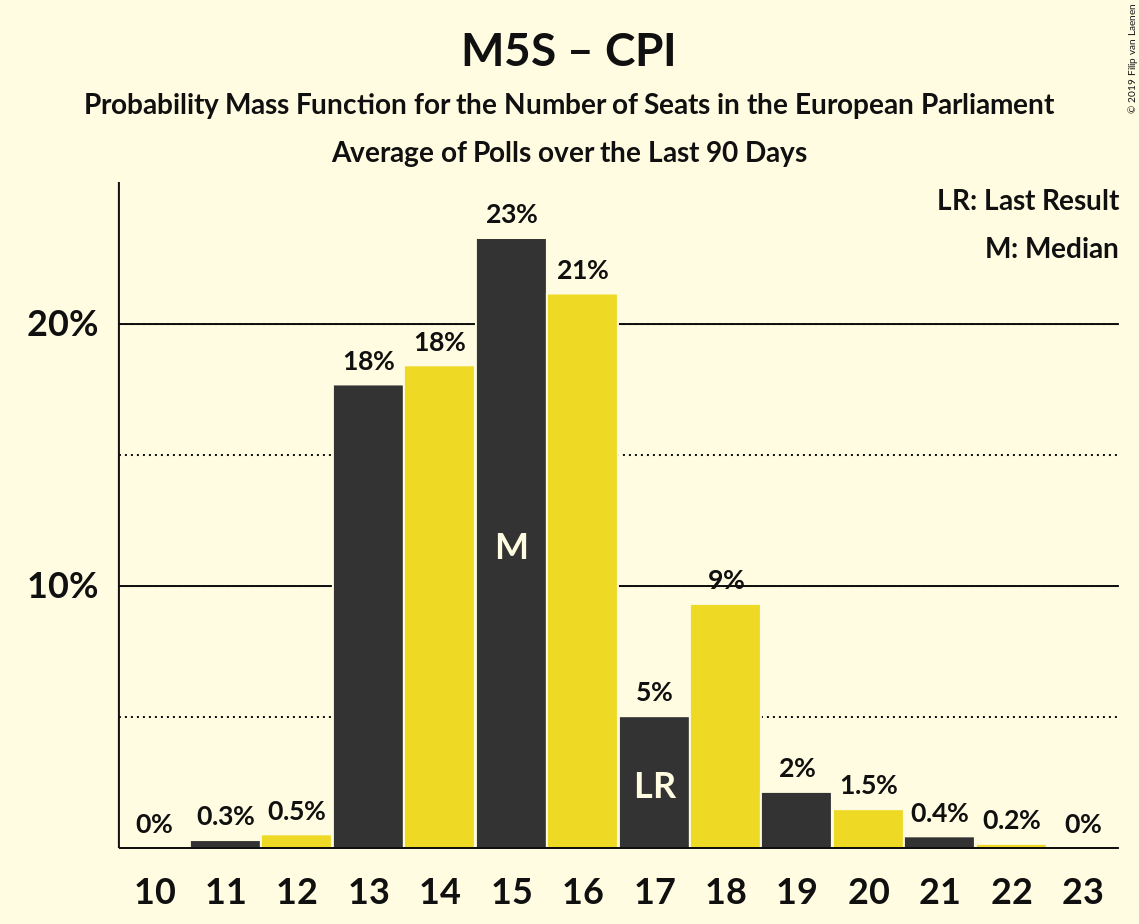 M5S – CPI
Probability Mass Function for the Number of Seats in the European Parliament
Average of Polls over the Last 90 Days
© 2019 Filip van Laenen
LR: Last Result
M: Median
23%
21%
20%
18%
18%
M
10%
9%
5%
LR
2%
1.5%
0% 0.3% 0.5%
0.4% 0.2% 0%
10 11 12 13 14 15 16 17 18 19 20 21 22 23